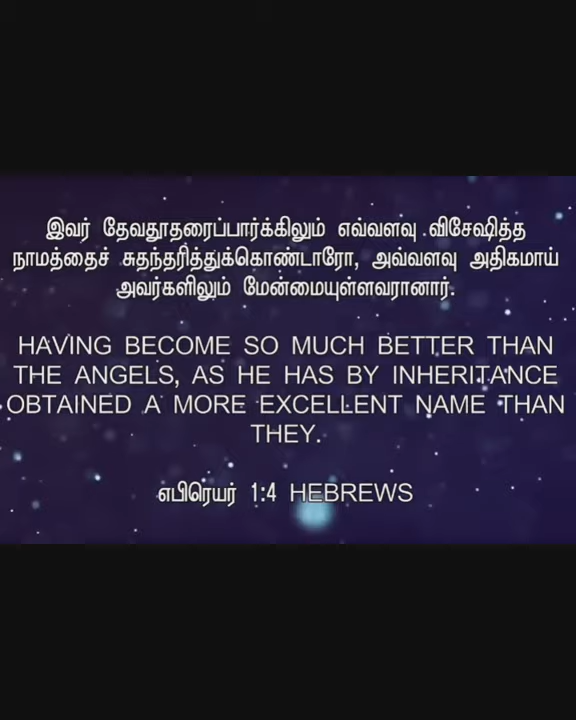 இவர் தேவதூதரைப்பார்க்கிலும் எவ்வளவு விசேஷித்த
நாமத்தைச் சுதந்தரித்துக்கொண்டாரோ, அவ்வளவு அதிகமாய்
அவர்களிலும் மேன்மையுள்ளவரானார்.
HAVING BECOME SO MUCH BETTER THAN
THE ANGELS, AS HE HAS BY INHERITANCE
OBTAINED A MORE EXCELLENT NAME THAN
THEY.
எபிரெயர் 1:4 HEBREWS